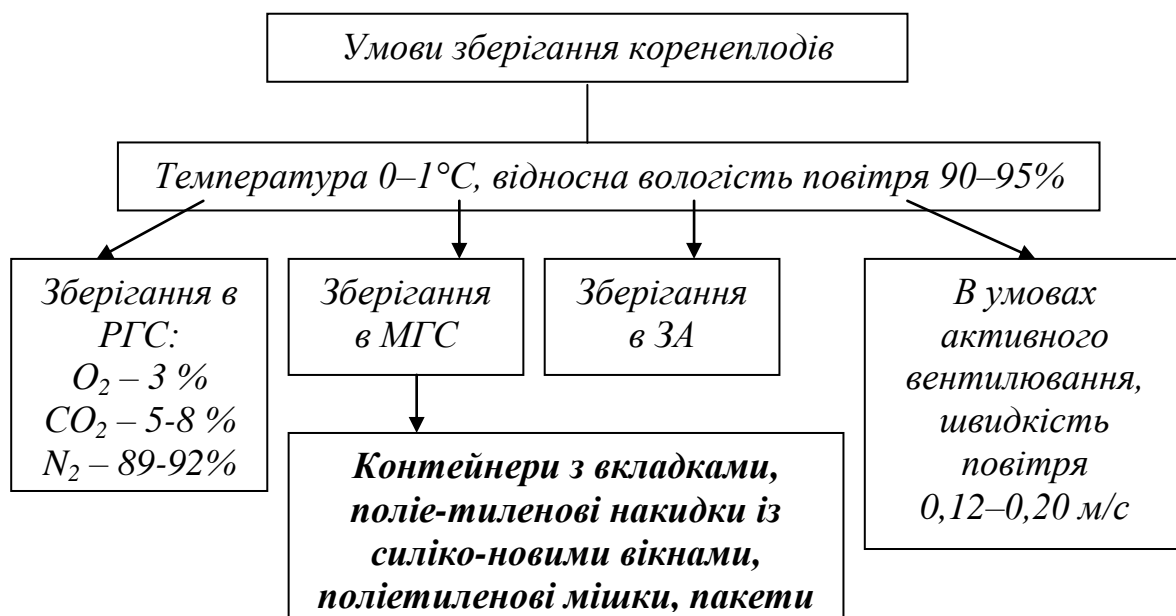 Умови зберігання коренеплодів
Температура 0–1°С, відносна вологість повітря 90–95%
Зберігання в
РГС:
O₂ – 3 %
CO₂ – 5-8 %
N₂ – 89-92%
Зберігання
в МГС
Зберігання
в ЗА
В умовах
активного
вентилювання,
швидкість
повітря
0,12–0,20 м/с
Контейнери з вкладками,
поліе-тиленові накидки із
силіко-новими вікнами,
поліетиленові мішки, пакети